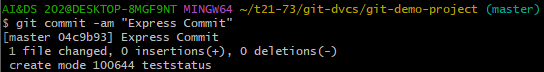 AI&DS 2O2@DESKTOP-8MGF9NT MINGW64 ~/t21-73/git-dvcs/git-demo-project (master)
$ git commit -am "Express Commit"
[master 04c9b93] Express Commit
1 file changed, 0 insertions(+), 0 deletions(-)
create mode 100644 teststatus